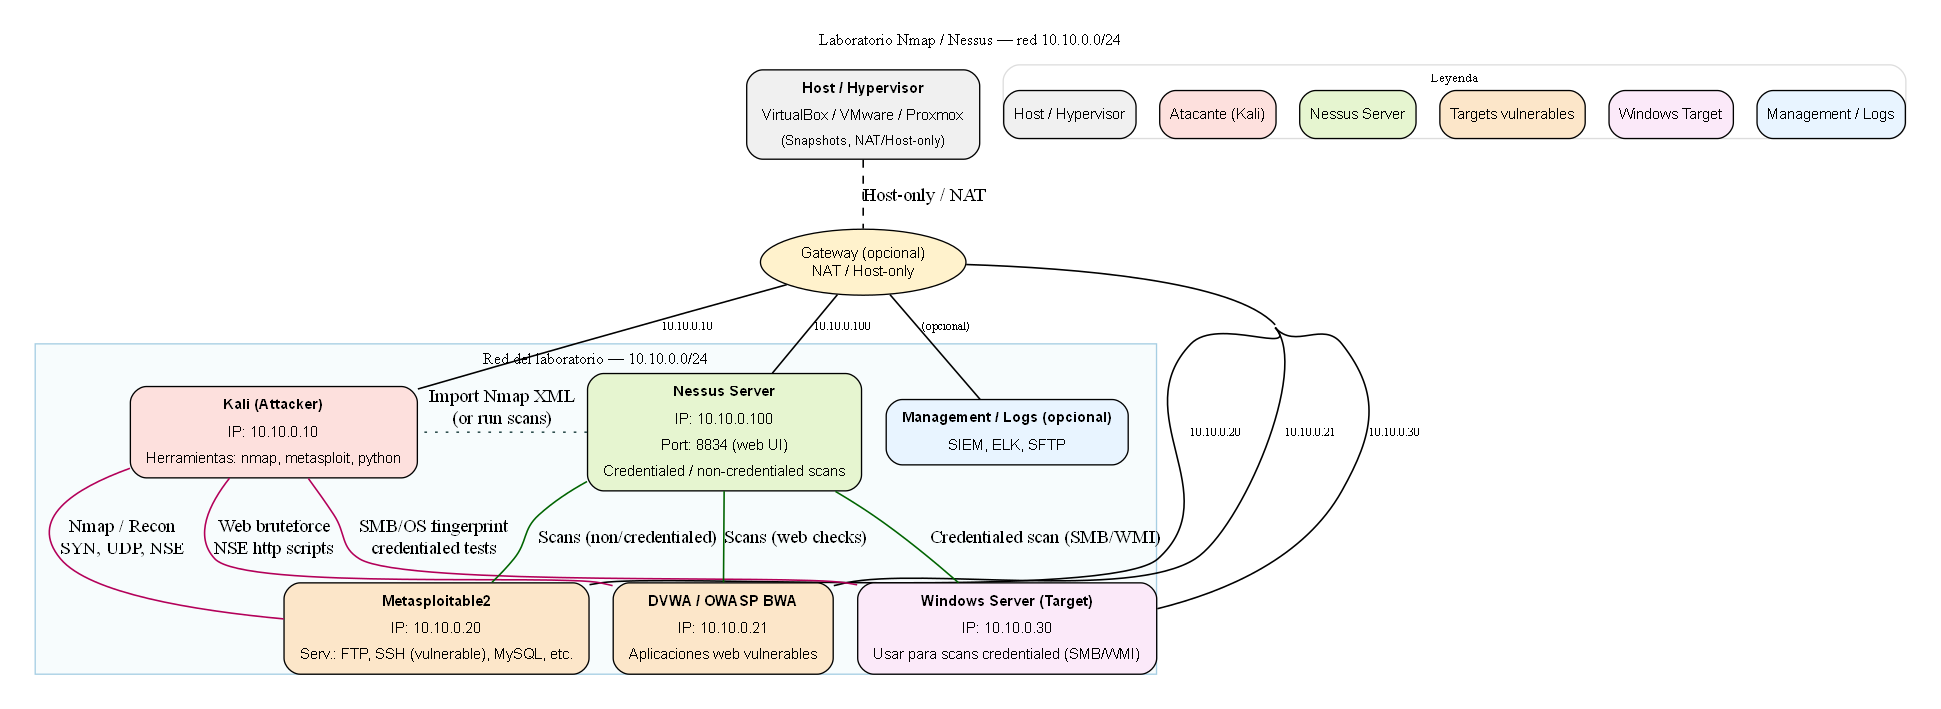 Laboratorio Nmap / Nessus — red 10.10.0.0/24
Host / Hypervisor
VirtualBox / VMware / Proxmox
(Snapshots, NAT/Host-only)
Leyenda
Host / Hypervisor
Atacante (Kali)
Nessus Server
Targets vulnerables
Windows Target
Management / Logs
Host-only / NAT
Gateway (opcional)
NAT / Host-only
10.10.0.10
10.10.0.100
(opcional)
Red del laboratorio — 10.10.0.0/24
Kali (Attacker)
IP: 10.10.0.10
Herramientas: nmap, metasploit, python
Import Nmap XML
(or run scans)
Nessus Server
IP: 10.10.0.100
Port: 8834 (web UI)
Credentialed / non-credentialed scans
Management / Logs (opcional)
SIEM, ELK, SFTP
10.10.0.20
10.10.0.21
10.10.0.30
Nmap / Recon
SYN, UDP, NSE
Web bruteforce
NSE http scripts
SMB/OS fingerprint
credentialed tests
Scans (non/credentialed)
Scans (web checks)
Credentialed scan (SMB/WMI)
Metasploitable2
IP: 10.10.0.20
Serv.: FTP, SSH (vulnerable), MySQL, etc.
DVWA / OWASP BWA
IP: 10.10.0.21
Aplicaciones web vulnerables
Windows Server (Target)
IP: 10.10.0.30
Usar para scans credentialed (SMB/WMI)